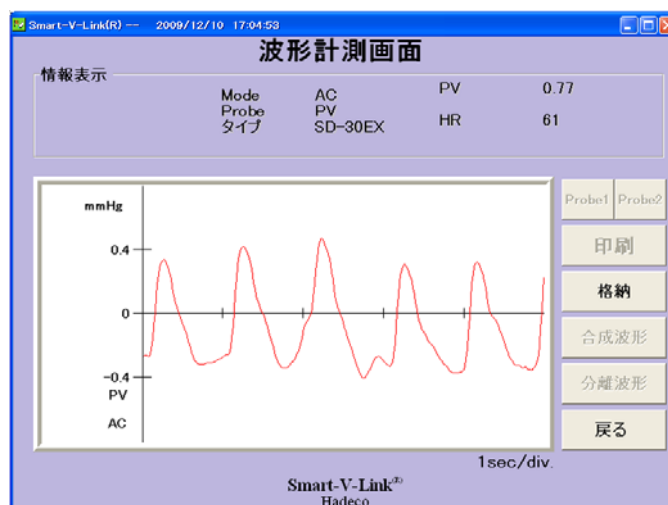 Smart-V-Link(R) -- 2009/12/10 17:04:53
波形計測画面
情報表示
Mode AC PV 0.77
Probe PV
タイプ SD-30EX HR 61
mmHg
0.4
0
-0.4
PV
AC
Probe1 Probe2
印刷
格納
合成波形
分離波形
戻る
1sec/div.
Smart-V-Link(R)
Hadeco